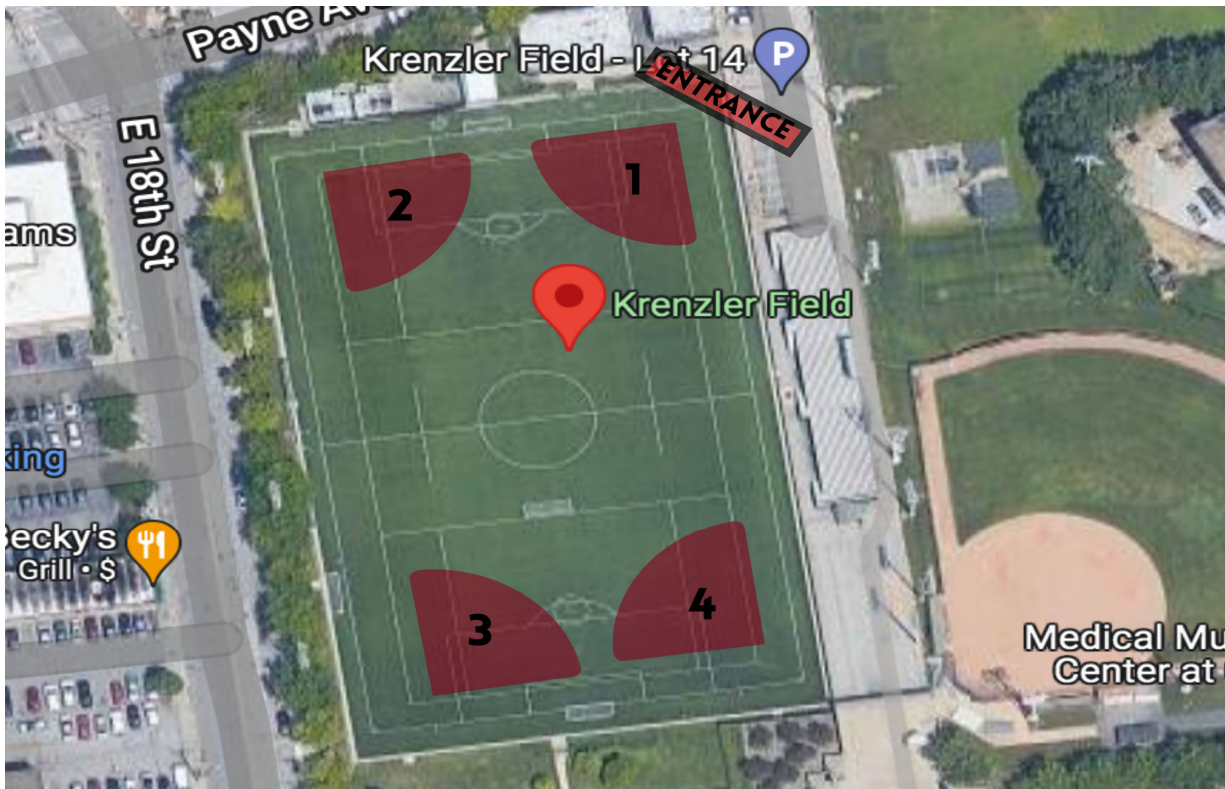 Payne Av
Krenzler Field - Lot 14
P
ENTRANCE
E 18th St
1
2
ams
Krenzler Field
king
Becky's
Grill • $
3
4
Medical Mu
Center at